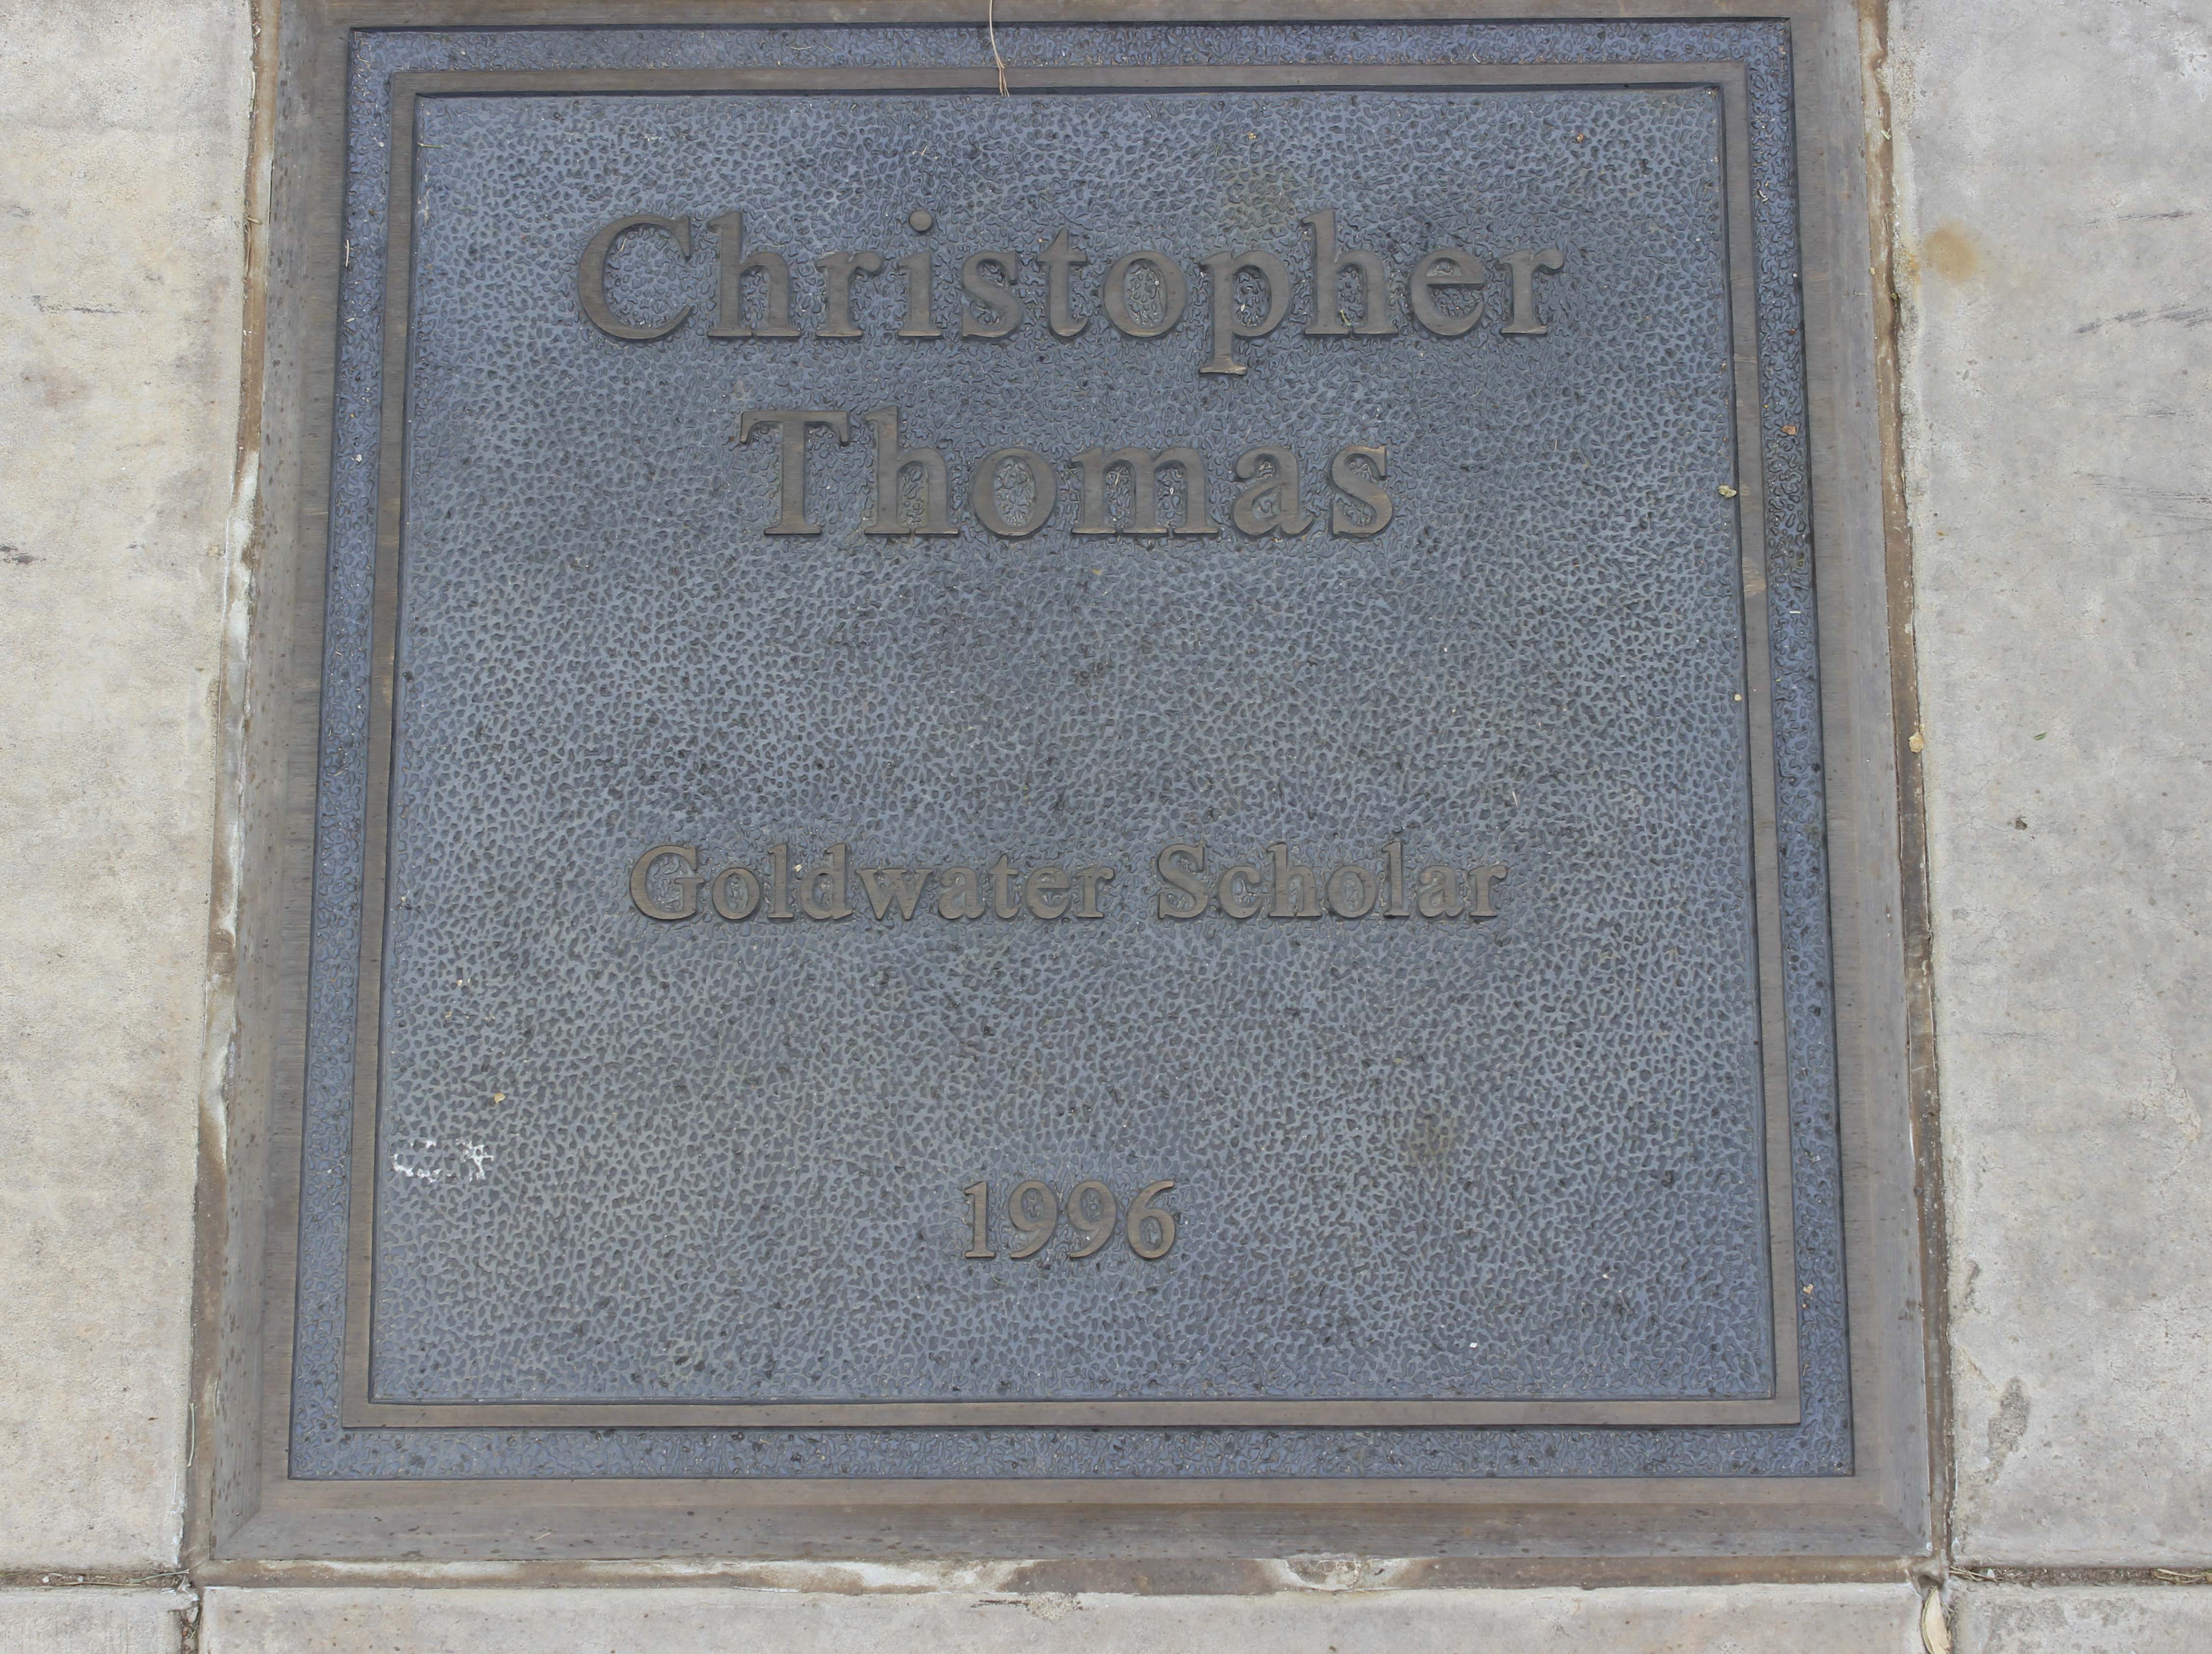 Christopher
Thomas
Goldwater Scholar
1996